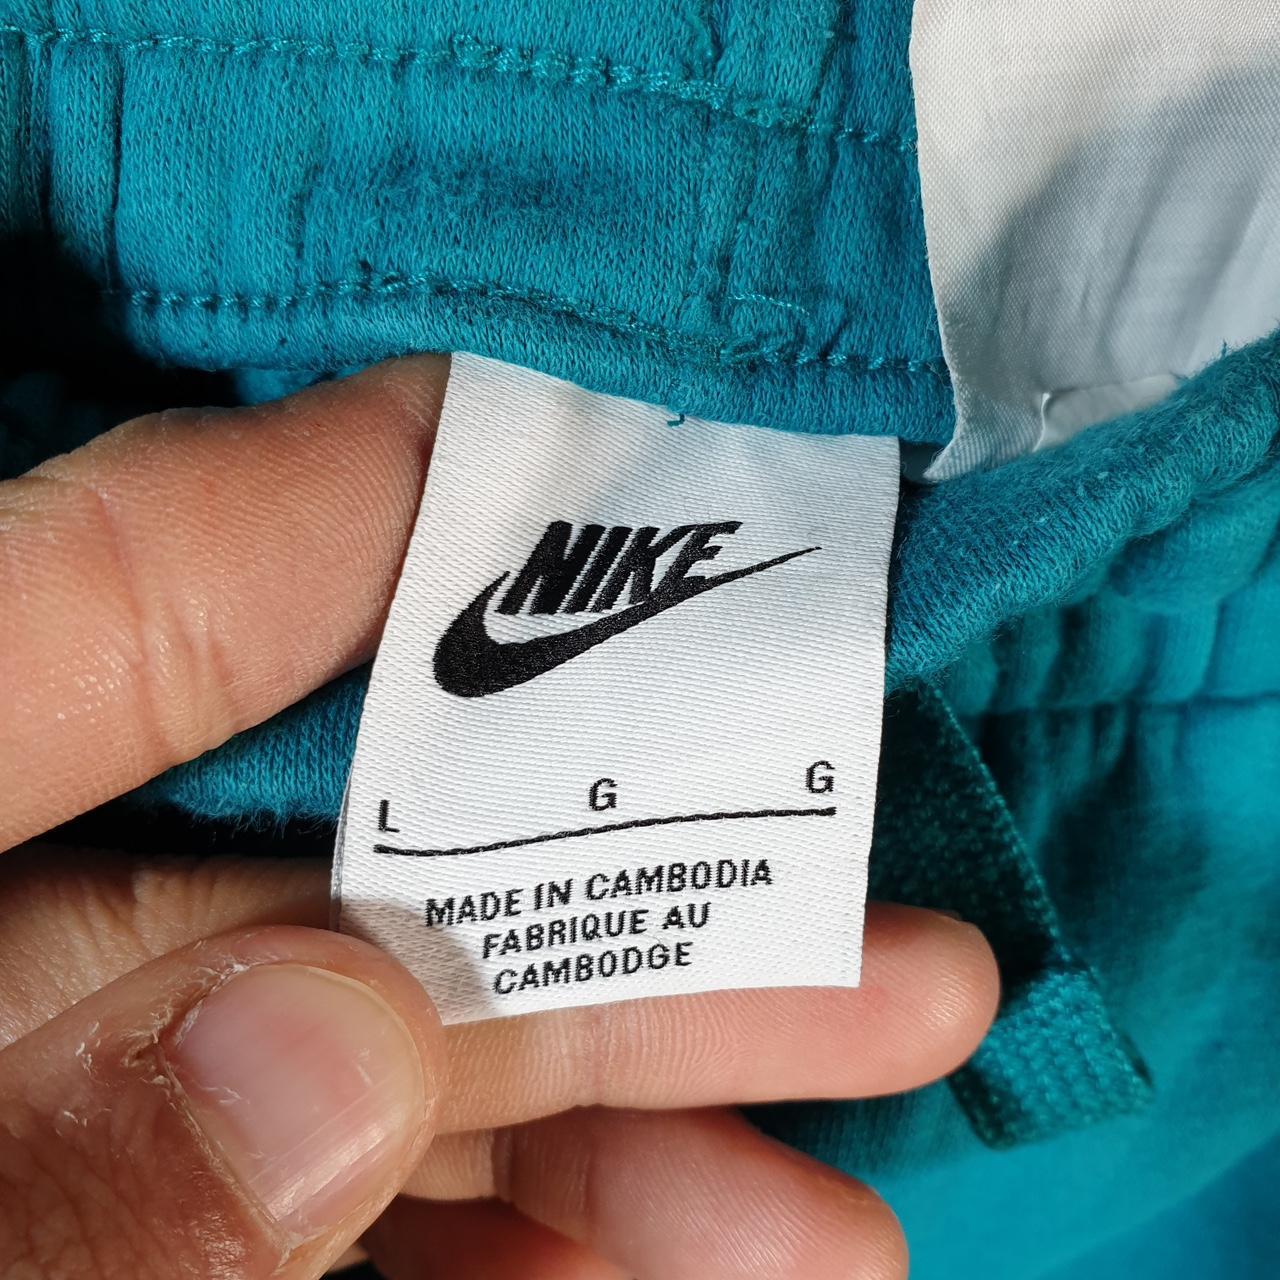 NIKE
L G G
MADE IN CAMBODIA
FABRIQUE AU
CAMBODGE